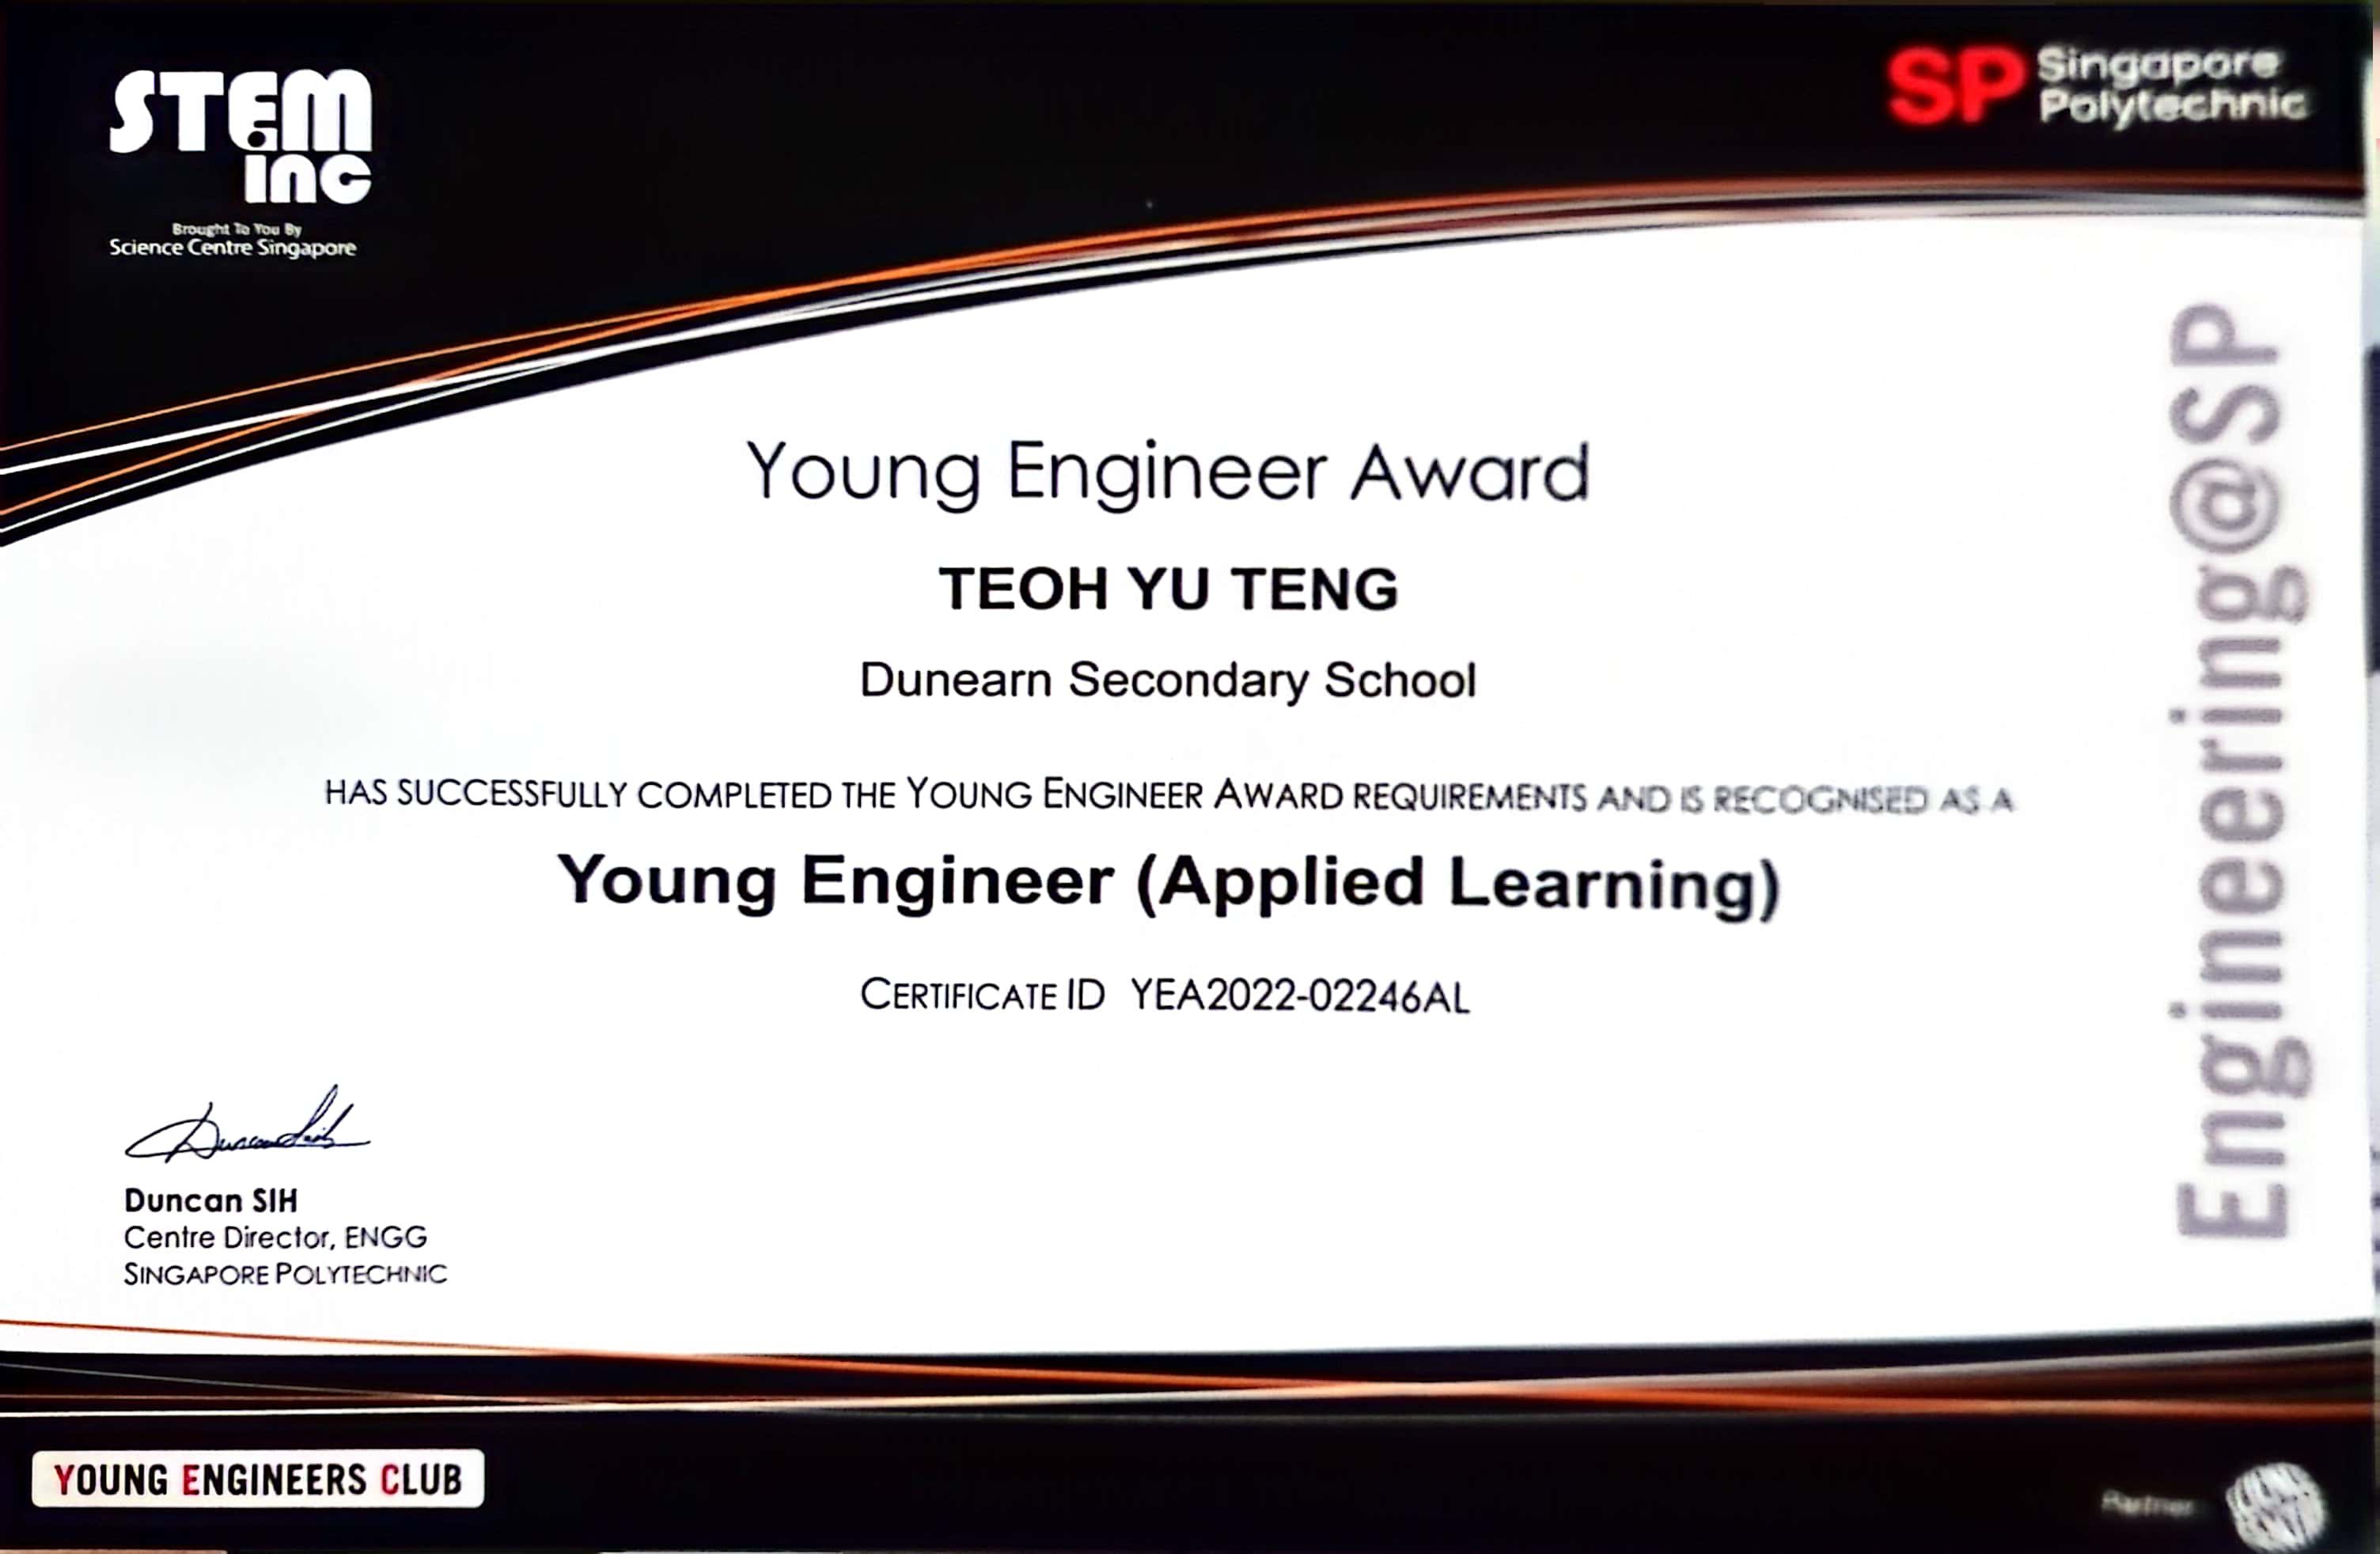 STEM
inc
Brought To You By
Science Centre Singapore
SP Singapore
Polytechnic
Young Engineer Award
TEOH YU TENG
Dunearn Secondary School
HAS SUCCESSFULLY COMPLETED THE YOUNG ENGINEER AWARD REQUIREMENTS AND IS RECOGNISED AS A
Young Engineer (Applied Learning)
CERTIFICATE ID YEA2022-02246AL
Engineering@SP
Duncan SIH
Centre Director, ENGG
SINGAPORE POLYTECHNIC
YOUNG ENGINEERS CLUB
Partner